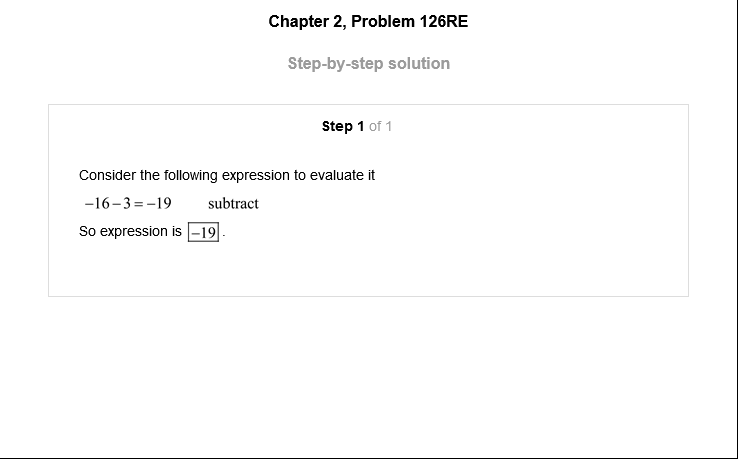 Chapter 2, Problem 126RE
Step-by-step solution
Step 1 of 1
Consider the following expression to evaluate it
−16−3=−19 subtract
So expression is −19.